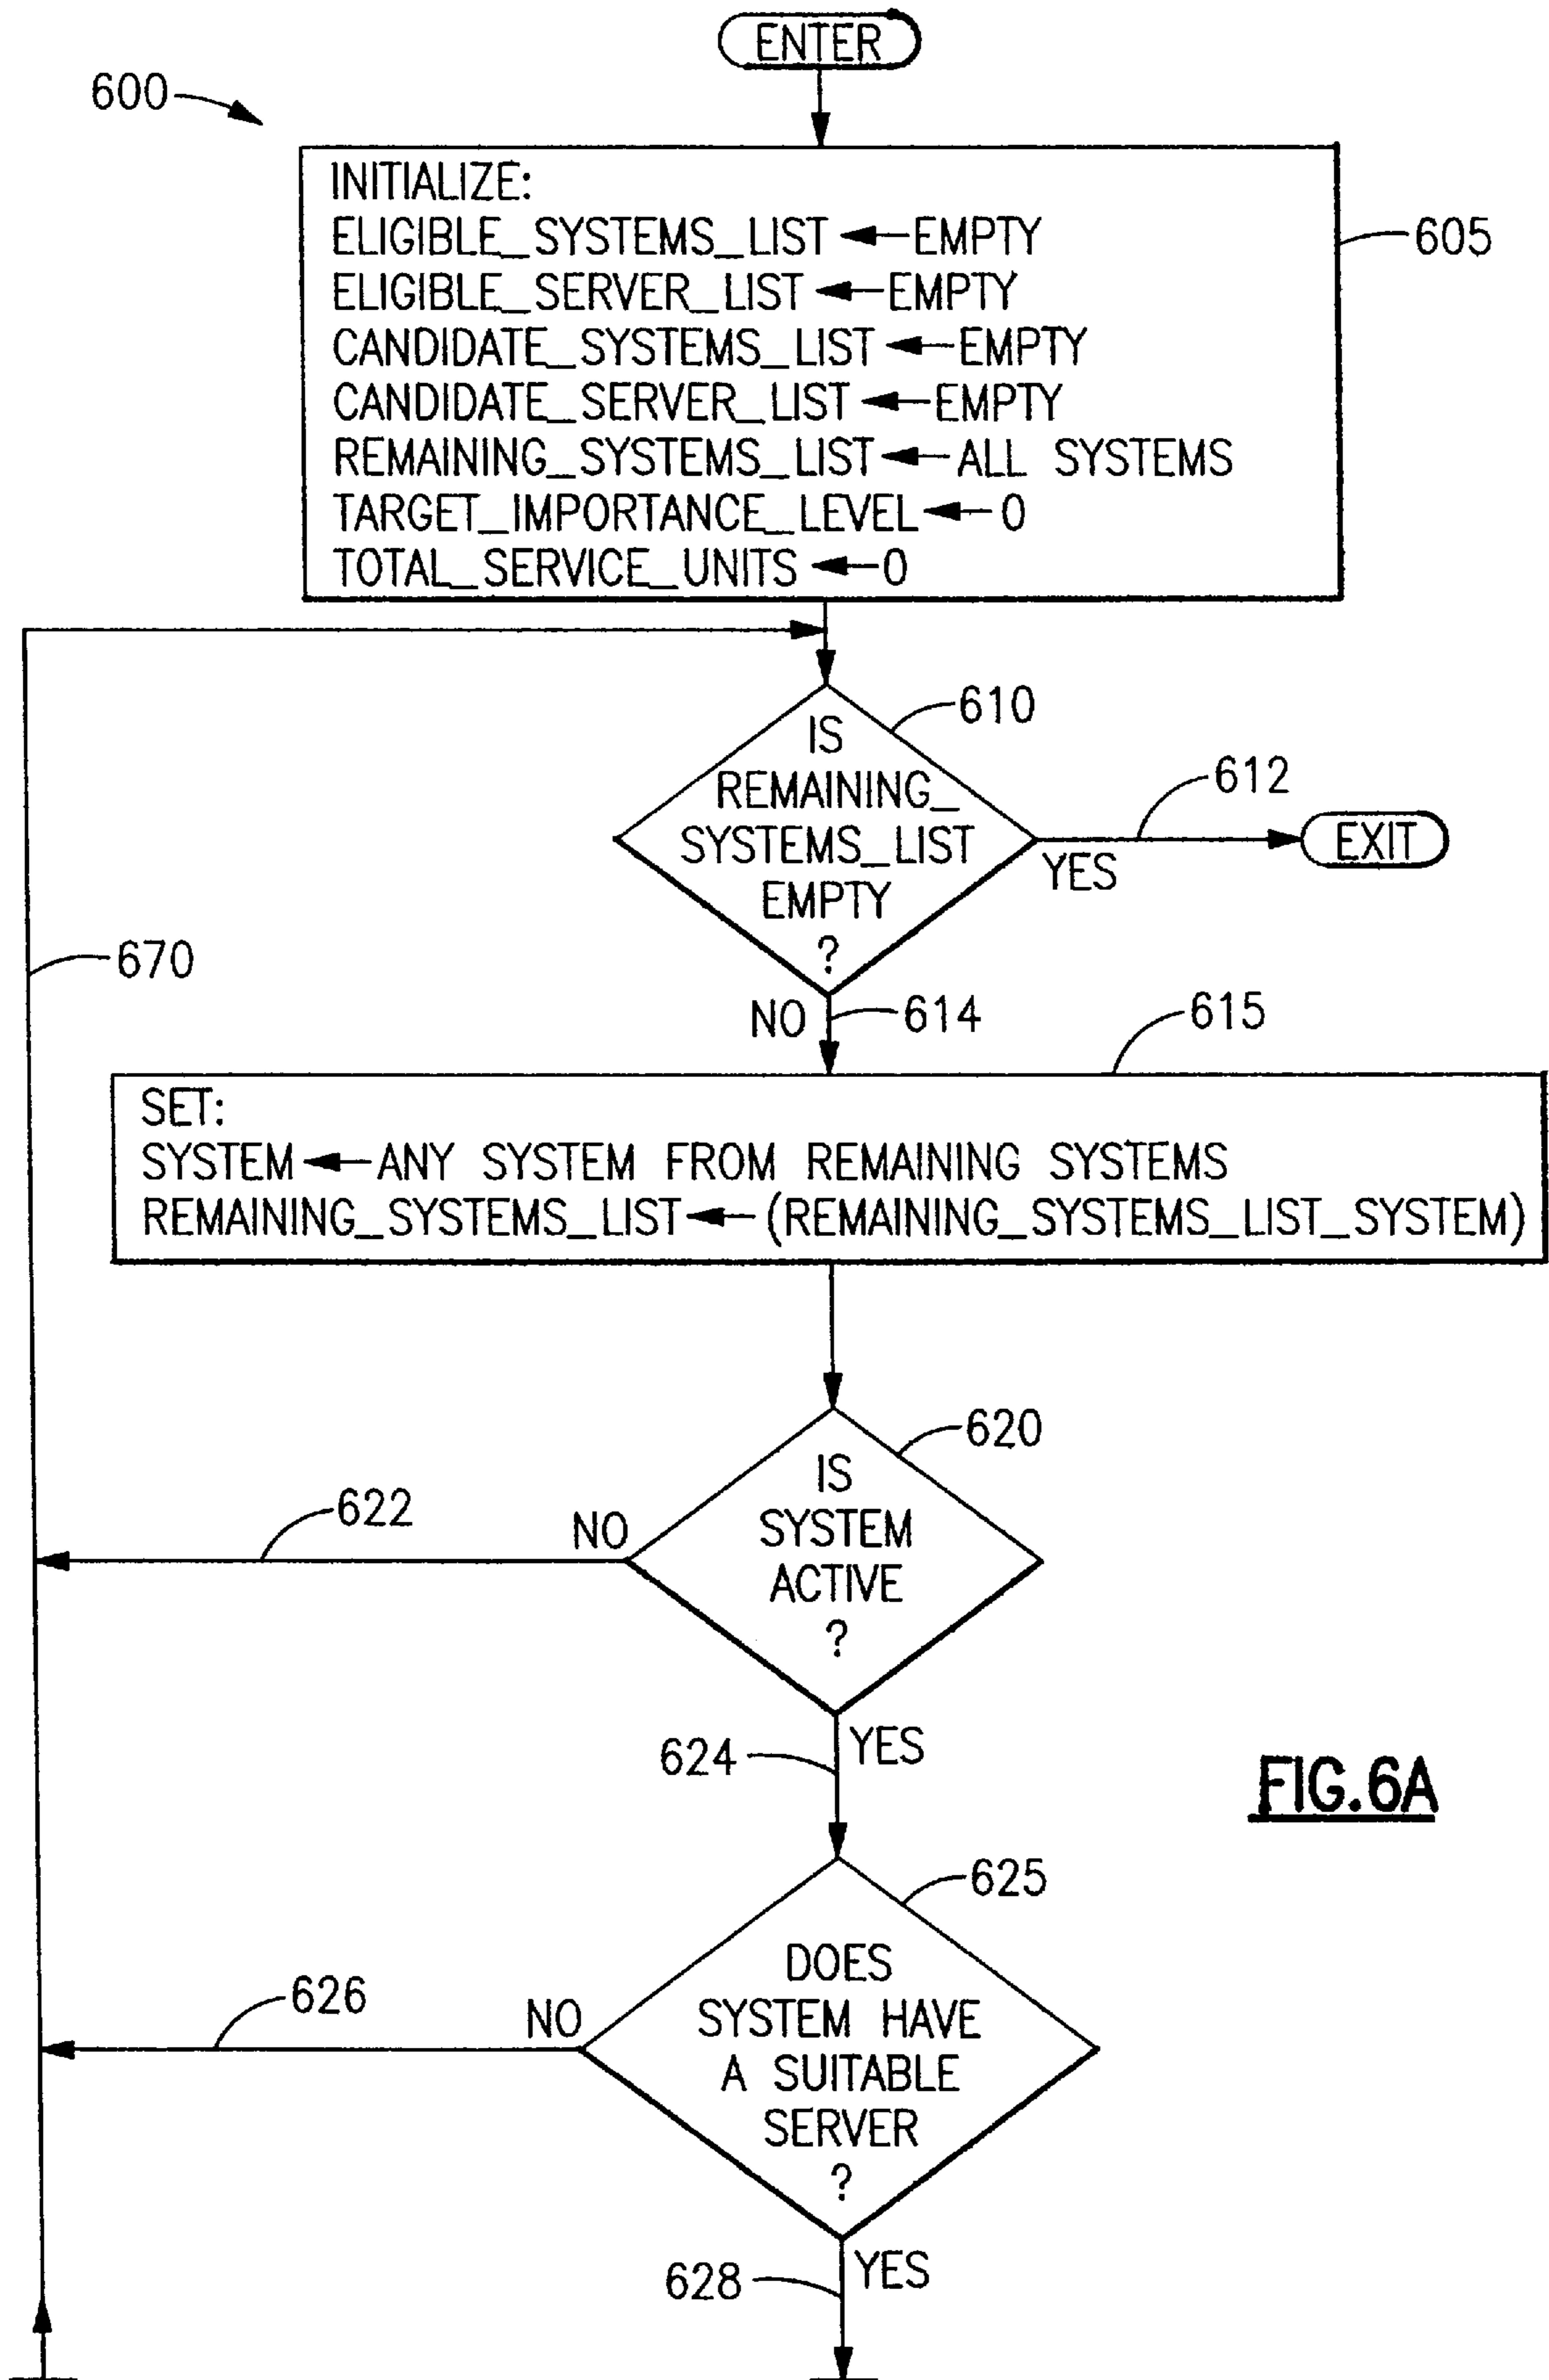 ENTER
600
INITIALIZE:
ELIGIBLE_SYSTEMS_LIST ← EMPTY
605
ELIGIBLE_SERVER_LIST ← EMPTY
CANDIDATE_SYSTEMS_LIST ← EMPTY
CANDIDATE_SERVER_LIST ← EMPTY
REMAINING_SYSTEMS_LIST ← ALL SYSTEMS
TARGET_IMPORTANCE_LEVEL ← 0
TOTAL_SERVICE_UNITS ← 0
610
IS
REMAINING_
SYSTEMS_LIST
EMPTY
?
612
YES
EXIT
670
NO
614
615
SET:
SYSTEM ← ANY SYSTEM FROM REMAINING SYSTEMS
REMAINING_SYSTEMS_LIST ← (REMAINING_SYSTEMS_LIST_SYSTEM)
620
IS
SYSTEM
ACTIVE
?
622
NO
624
YES
FIG.6A
625
DOES
SYSTEM HAVE
A SUITABLE
SERVER
?
626
NO
628
YES